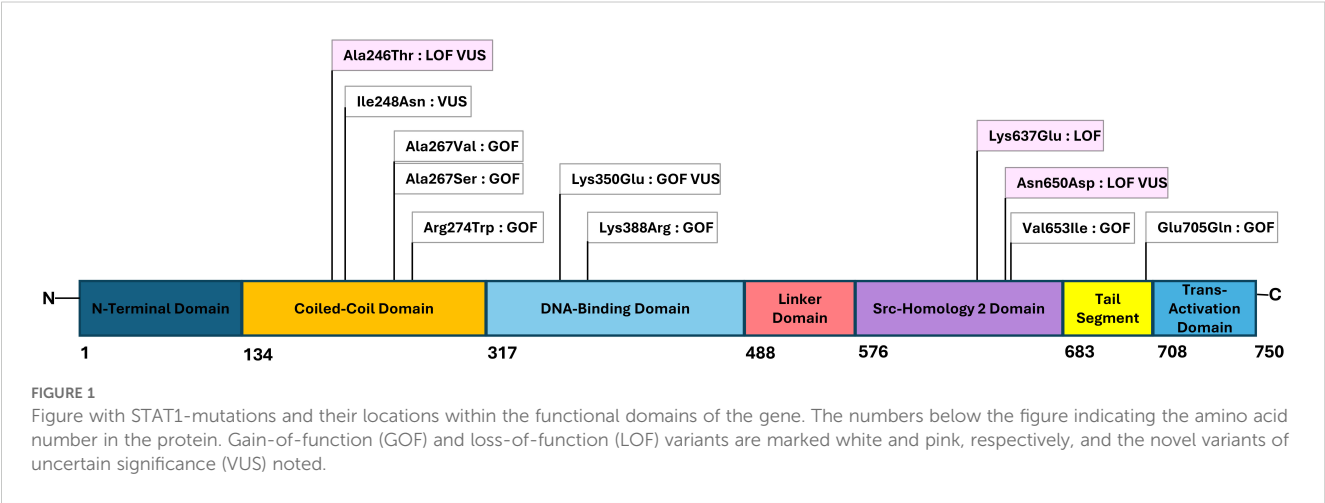 Ala246Thr : LOF VUS
Ile248Asn : VUS
Ala267Val : GOF
Ala267Ser : GOF
Arg274Trp : GOF
Lys350Glu : GOF VUS
Lys388Arg : GOF
Lys637Glu : LOF
Asn650Asp : LOF VUS
Val653Ile : GOF
Glu705Gln : GOF
N
N-Terminal Domain
Coiled-Coil Domain
DNA-Binding Domain
Linker
Domain
Src-Homology 2 Domain
Tail
Segment
Trans-
Activation
Domain
C
1 134 317 488 576 683 708 750
FIGURE 1
Figure with STAT1-mutations and their locations within the functional domains of the gene. The numbers below the figure indicating the amino acid
number in the protein. Gain-of-function (GOF) and loss-of-function (LOF) variants are marked white and pink, respectively, and the novel variants of
uncertain significance (VUS) noted.